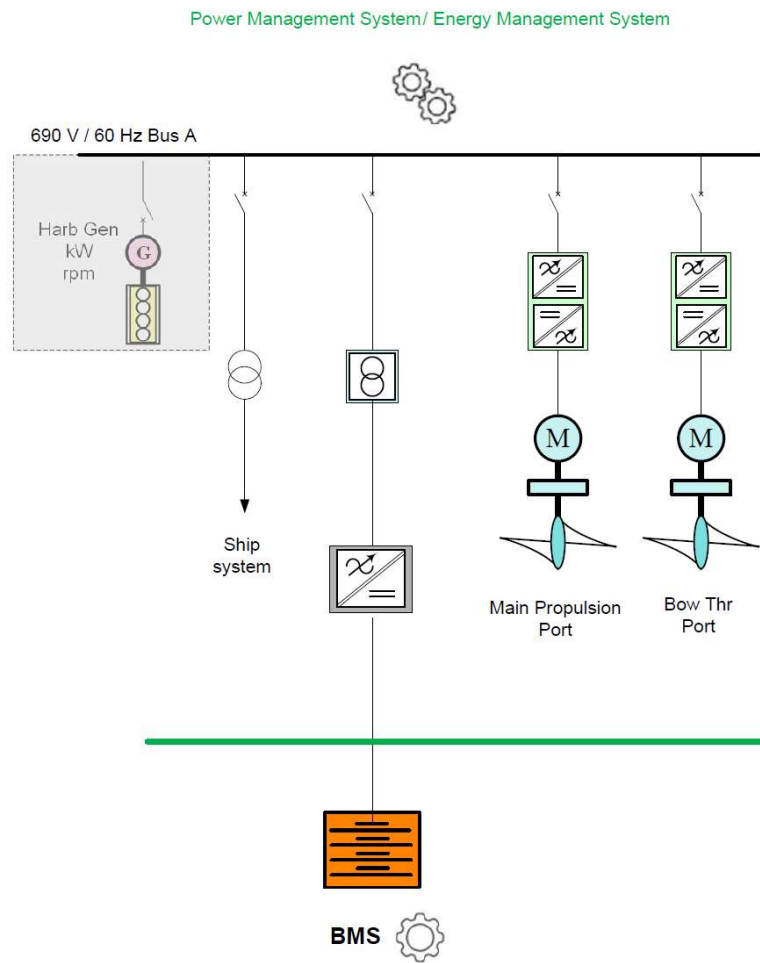 Power Management System/ Energy Management System
690 V / 60 Hz Bus A
Harb Gen
kW
rpm
G
M
M
Ship
system
Main Propulsion
Port
Bow Thr
Port
BMS